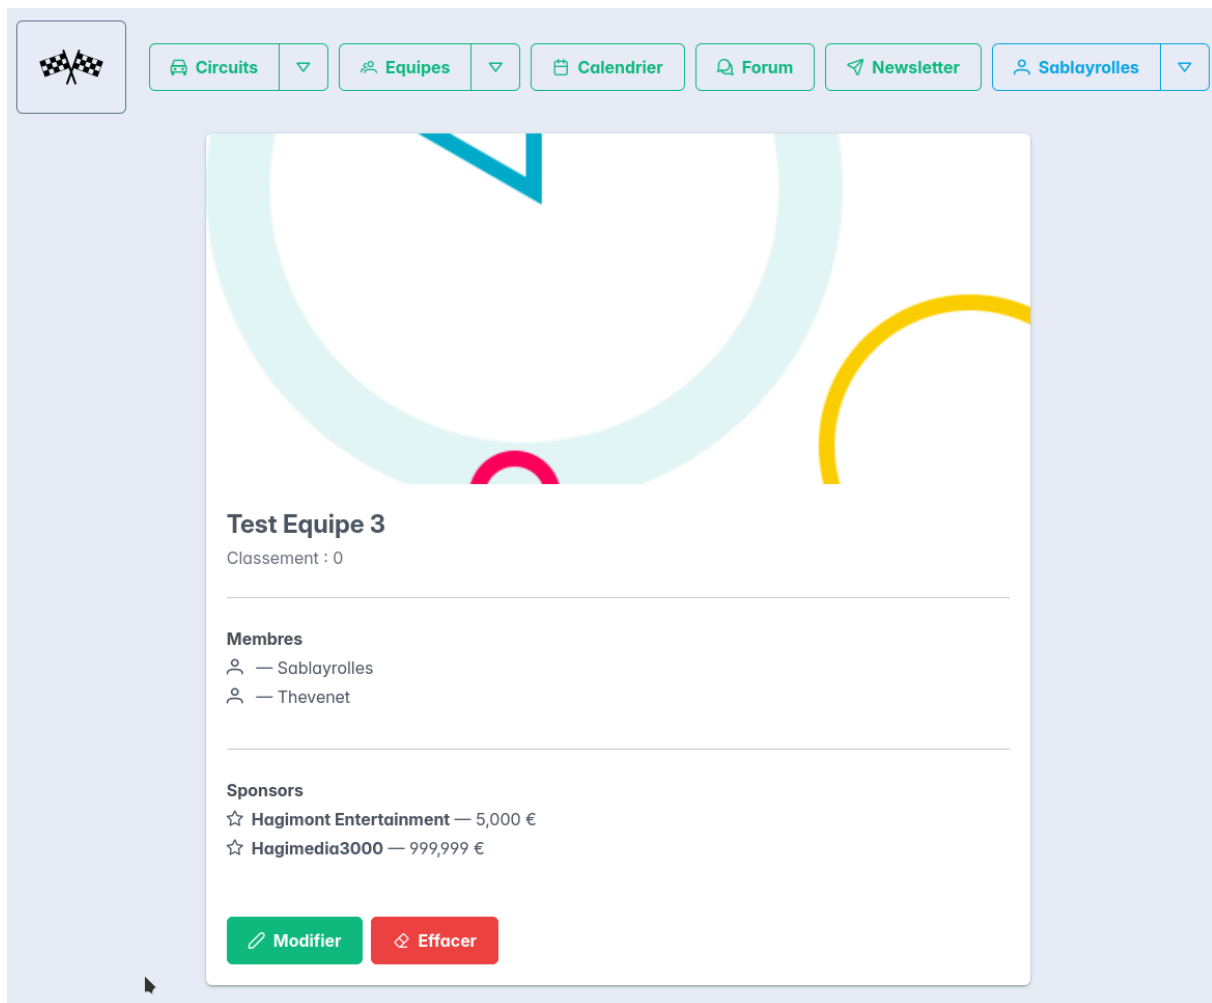 Circuits Equipes Calendrier Forum Newsletter Sablayrolles
Test Equipe 3
Classement : 0
Membres
— Sablayrolles
— Thevenet
Sponsors
Hagimont Entertainment — 5,000 €
Hagimedia3000 — 999,999 €
Modifier Effacer